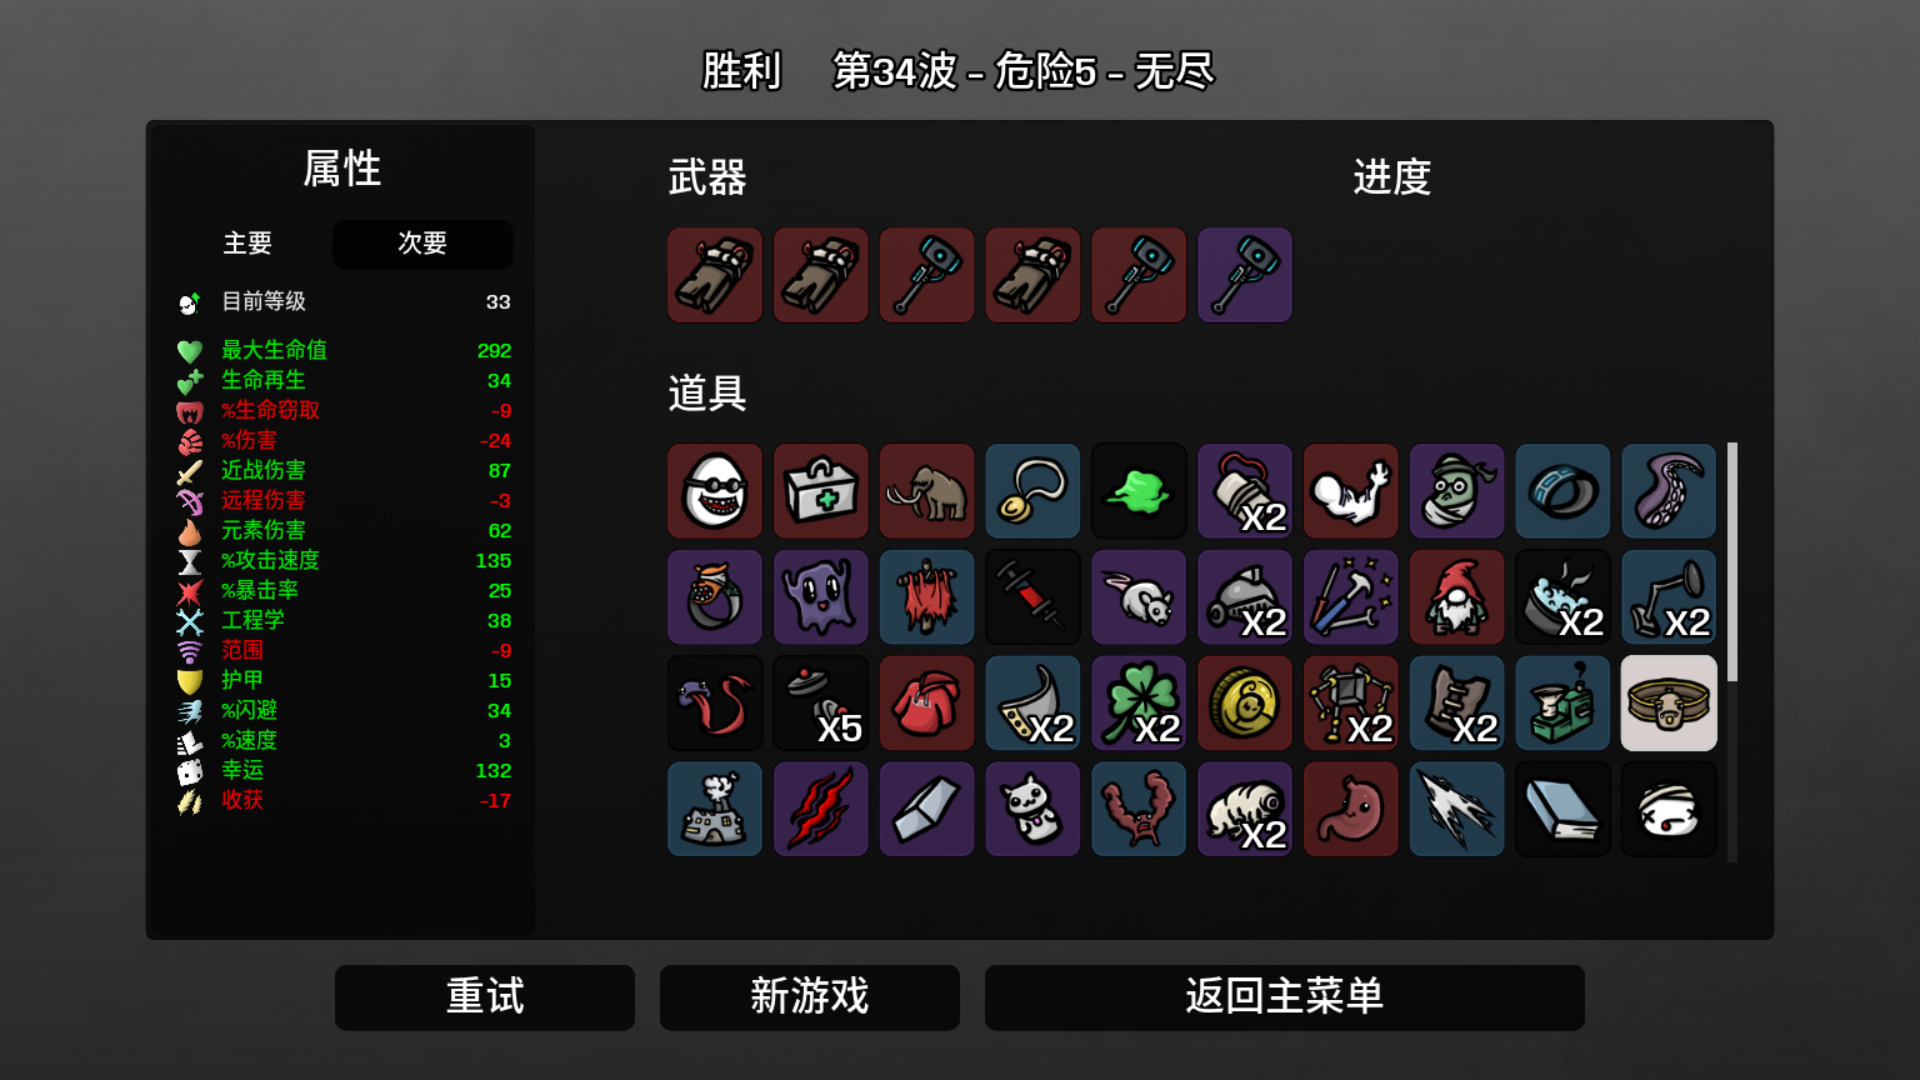 胜利 第34波 - 危险5 - 无尽
属性
主要 次要
目前等级 33
最大生命值 292
生命再生 34
%生命窃取 -9
%伤害 -24
近战伤害 87
远程伤害 -3
元素伤害 62
%攻击速度 135
%暴击率 25
工程学 38
范围 -9
护甲 15
%闪避 34
%速度 3
幸运 132
收获 -17
武器
进度
道具
X2
X2 X2 X2
X5 X2 X2 X2 X2
X2
重试 新游戏 返回主菜单